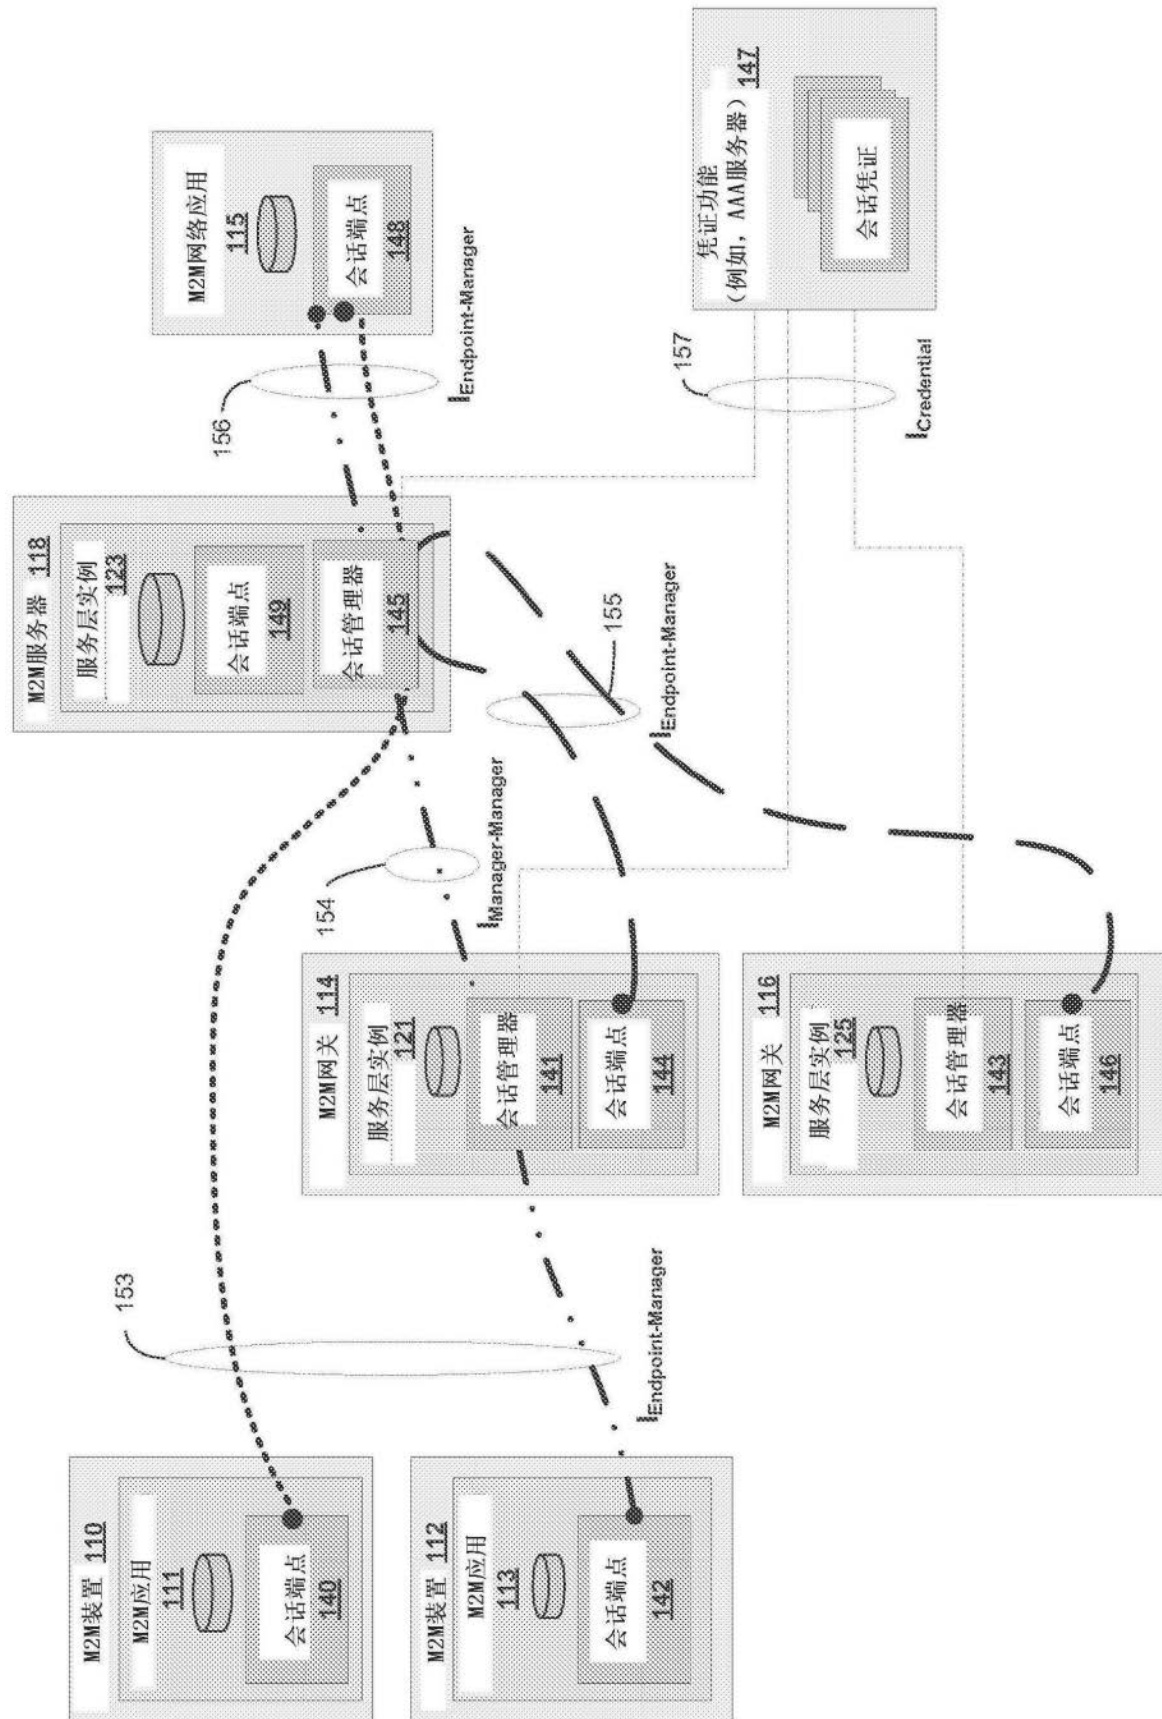 M2M装置 110
M2M应用
111
会话端点
140
M2M装置 112
M2M应用
113
会话端点
142
153
IEndpoint-Manager
M2M网关 114
服务层实例
121
会话管理器
141
会话端点
144
M2M网关 116
服务层实例
125
会话管理器
143
会话端点
146
154
IManager-Manager
M2M服务器 118
服务层实例
123
会话端点
149
会话管理器
145
155
IEndpoint-Manager
156
IEndpoint-Manager
M2M网络应用
115
会话端点
148
157
ICredential
凭证功能
(例如，AAA服务器)
147
会话凭证